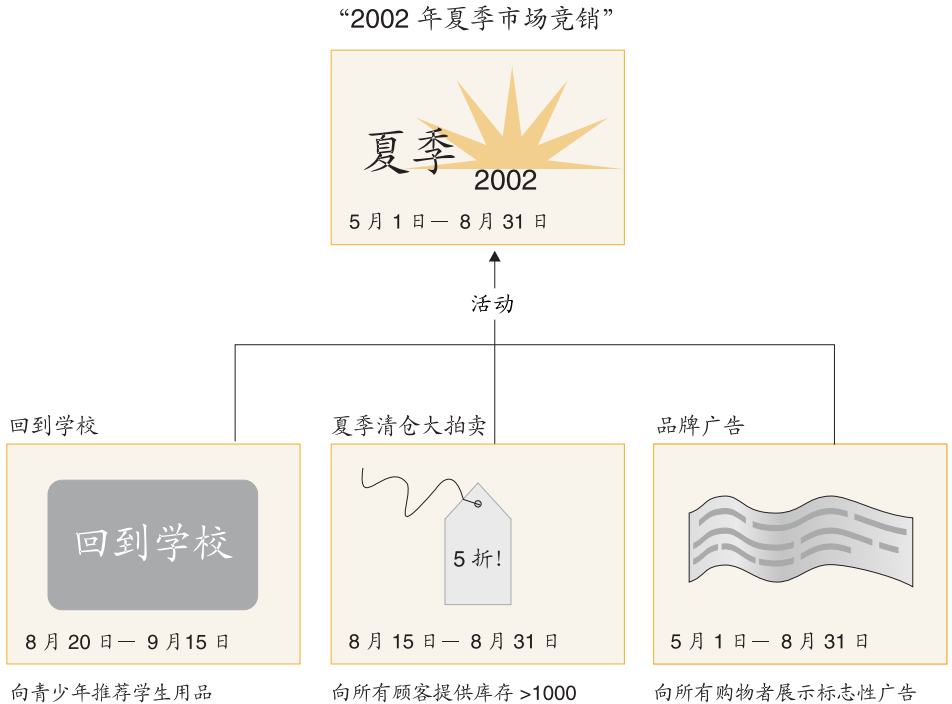 “2002 年夏季市场竞销”
夏季
2002
5 月 1 日— 8 月 31 日
活动
回到学校
回到学校
8 月 20 日— 9 月15 日
向青少年推荐学生用品
夏季清仓大拍卖
5 折!
8 月 15 日— 8 月 31 日
向所有顾客提供库存 >1000
品牌广告
5 月 1 日— 8 月 31 日
向所有购物者展示标志性广告